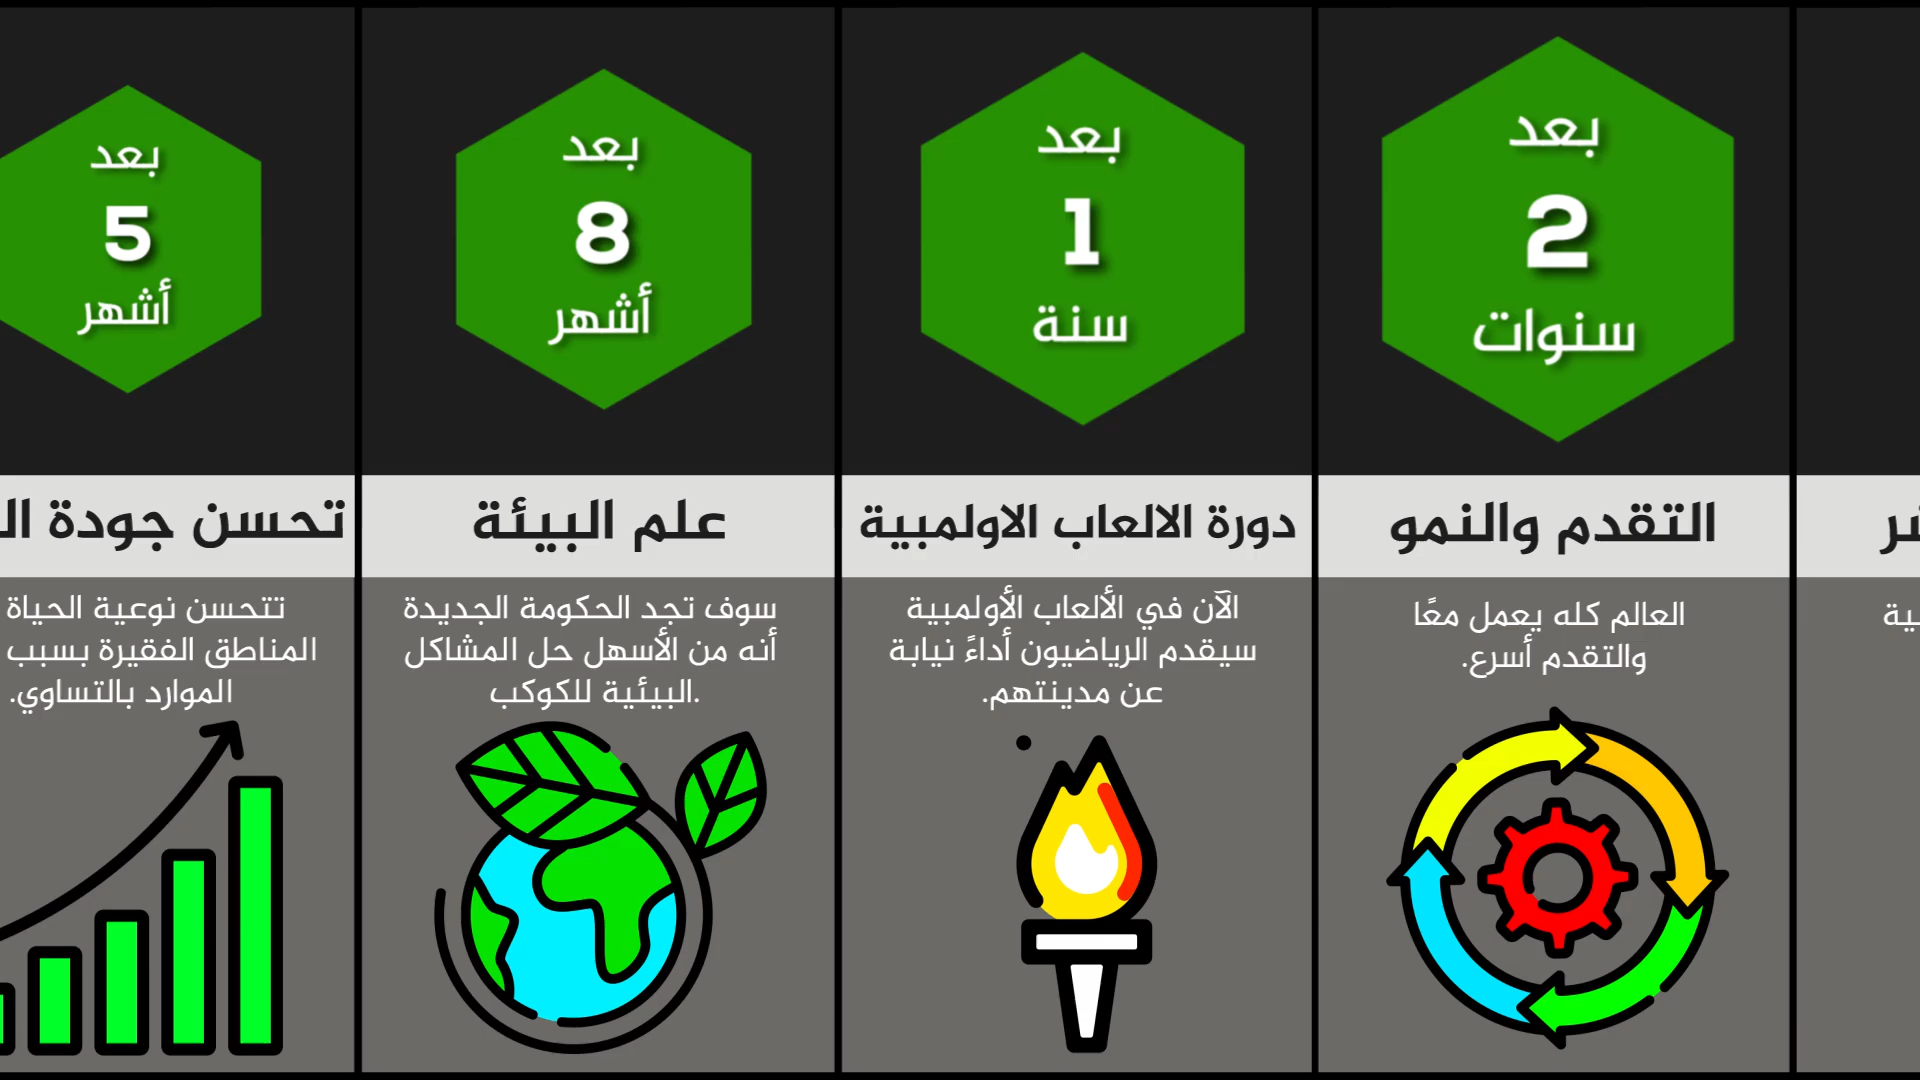 بعد
5
أشهر
تحسن جودة
تتحسن نوعية الحياة
المناطق الفقيرة بسبب
الموارد بالتساوي.
بعد
8
أشهر
علم البيئة
سوف تجد الحكومة الجديدة
أنه من الأسهل حل المشاكل
البيئية للكوكب.
بعد
1
سنة
دورة الالعاب الاولمبية
الآن في الألعاب الأولمبية
سيقدم الرياضيون أداءً نيابة
عن مدينتهم.
بعد
2
سنوات
التقدم والنمو
العالم كله يعمل معًا
والتقدم أسرع.